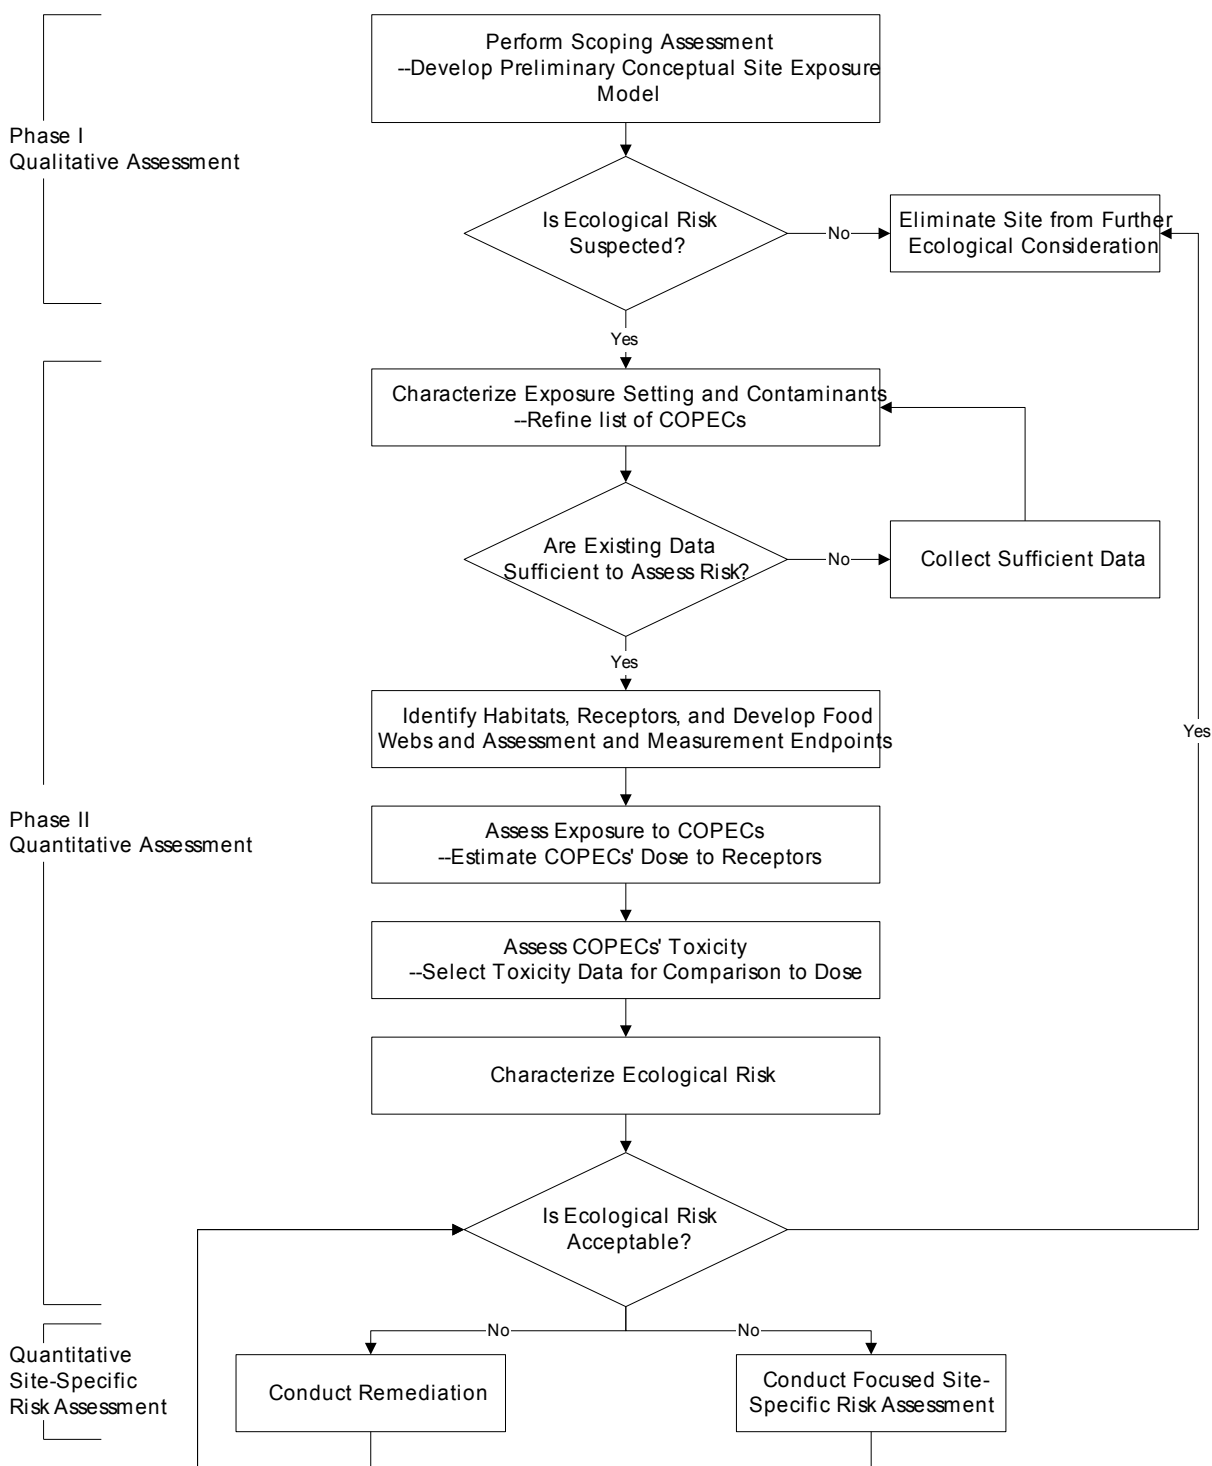 Perform Scoping Assessment
--Develop Preliminary Conceptual Site Exposure
Model
Phase I
Qualitative Assessment
Is Ecological Risk
Suspected?
No
Eliminate Site from Further
Ecological Consideration
Yes
Characterize Exposure Setting and Contaminants
--Refine list of COPECs
Are Existing Data
Sufficient to Assess Risk?
No
Collect Sufficient Data
Yes
Identify Habitats, Receptors, and Develop Food
Webs and Assessment and Measurement Endpoints
Yes
Phase II
Quantitative Assessment
Assess Exposure to COPECs
--Estimate COPECs' Dose to Receptors
Assess COPECs' Toxicity
--Select Toxicity Data for Comparison to Dose
Characterize Ecological Risk
Is Ecological Risk
Acceptable?
No
No
Quantitative
Site-Specific
Risk Assessment
Conduct Remediation
Conduct Focused Site-
Specific Risk Assessment